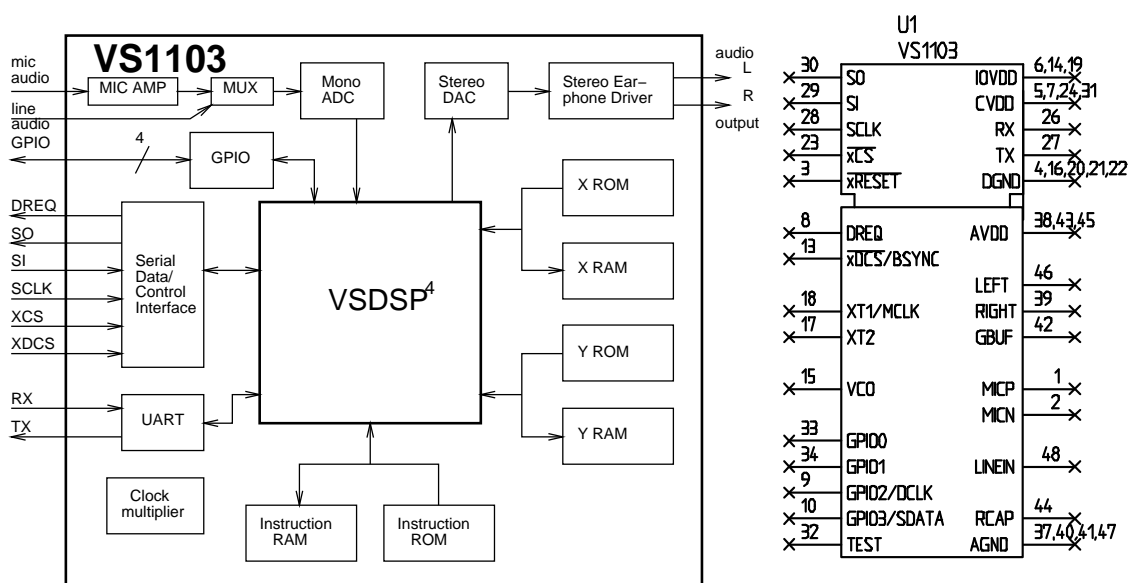 VS1103
mic
audio
MIC AMP
MUX
Mono
ADC
Stereo
DAC
Stereo Ear–
phone Driver
audio
L
R
output
line
audio
GPIO
4
GPIO
X ROM
X RAM
DREQ
SO
SI
SCLK
XCS
XDCS
Serial
Data/
Control
Interface
VSDSP4
Y ROM
Y RAM
RX
TX
UART
Clock
multiplier
Instruction
RAM
Instruction
ROM
U1
VS1103
30 SO IOVDD 6,14,19
29 SI CVDD 5,7,24,31
28 SCLK RX 26
23 xCS TX 27
3 xRESET DGND 4,16,20,21,22
8 DREQ AVDD 38,43,45
13 xDCS/BSYNC
LEFT 46
18 XT1/MCLK RIGHT 39
17 XT2 GBUF 42
15 VCO MICP 1
MICN 2
33 GPIO0
34 GPIO1 LINEIN 48
9 GPIO2/DCLK
10 GPIO3/SDATA RCAP 44
32 TEST AGND 37,40,41,47